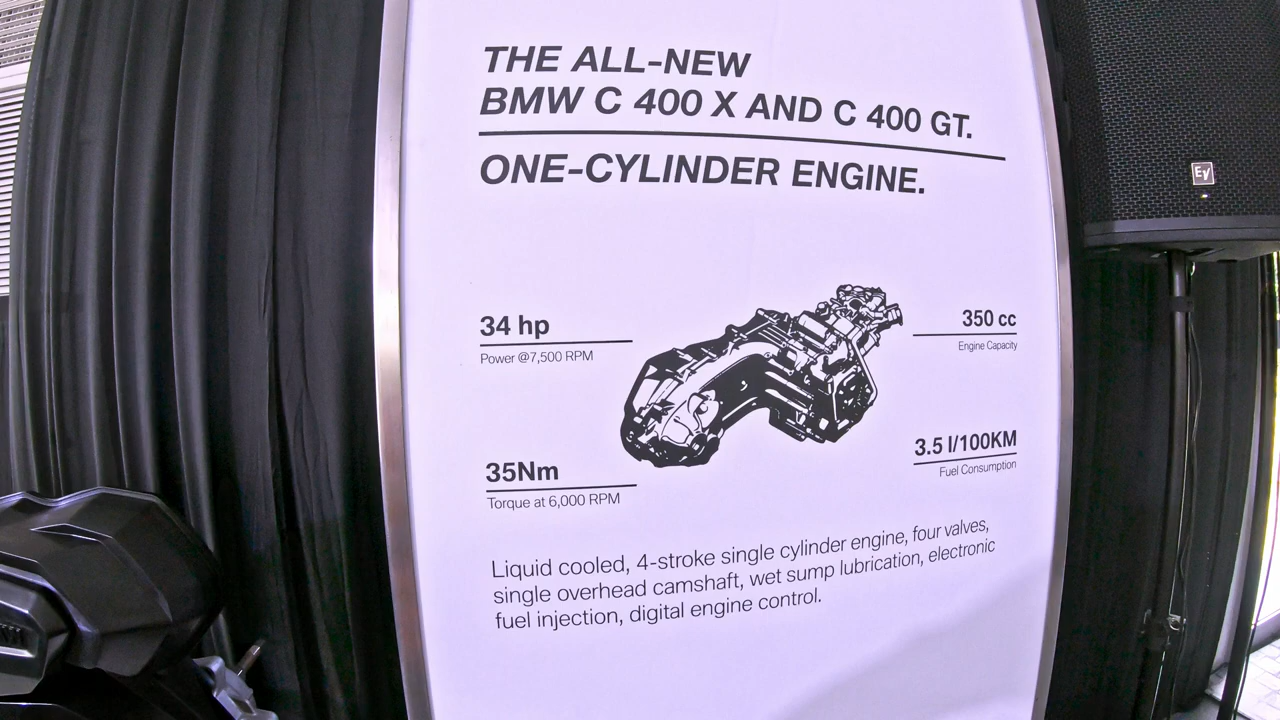 THE ALL-NEW
BMW C 400 X AND C 400 GT.
ONE-CYLINDER ENGINE.
34 hp
Power @7,500 RPM
350 cc
Engine Capacity
35Nm
Torque at 6,000 RPM
3.5 l/100KM
Fuel Consumption
Liquid cooled, 4-stroke single cylinder engine, four valves,
single overhead camshaft, wet sump lubrication, electronic
fuel injection, digital engine control.
EV